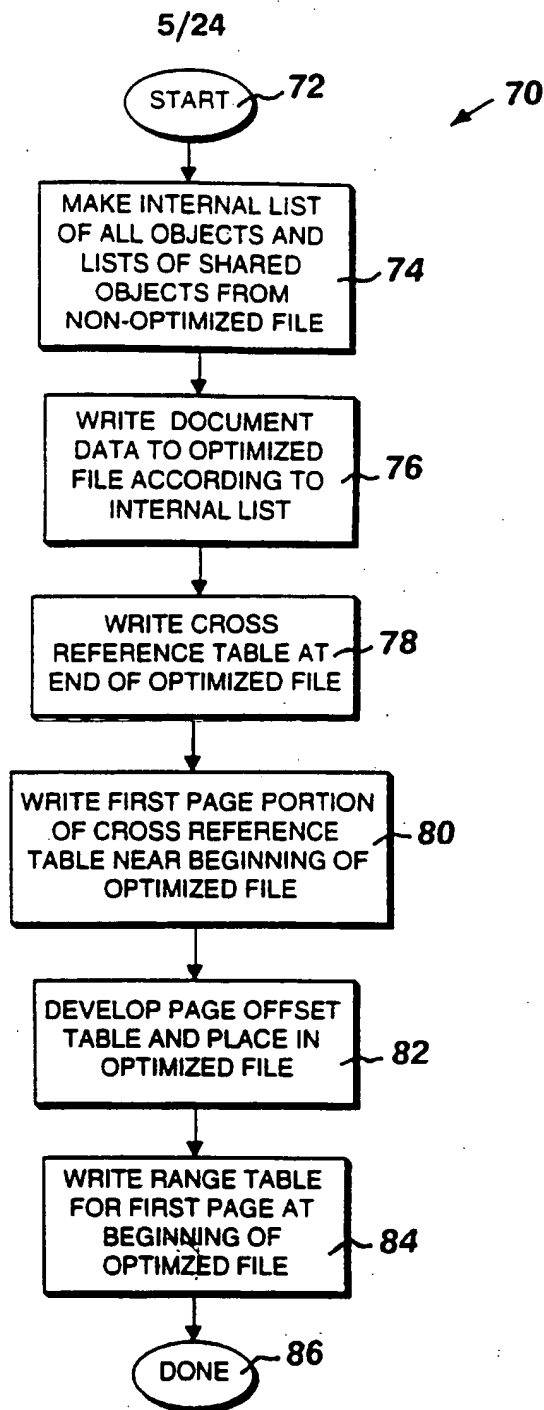 5/24
START
72
70
MAKE INTERNAL LIST
OF ALL OBJECTS AND
LISTS OF SHARED
OBJECTS FROM
NON-OPTIMIZED FILE
74
WRITE DOCUMENT
DATA TO OPTIMIZED
FILE ACCORDING TO
INTERNAL LIST
76
WRITE CROSS
REFERENCE TABLE AT
END OF OPTIMIZED FILE
78
WRITE FIRST PAGE PORTION
OF CROSS REFERENCE
TABLE NEAR BEGINNING OF
OPTIMIZED FILE
80
DEVELOP PAGE OFFSET
TABLE AND PLACE IN
OPTIMIZED FILE
82
WRITE RANGE TABLE
FOR FIRST PAGE AT
BEGINNING OF
OPTIMZED FILE
84
DONE
86